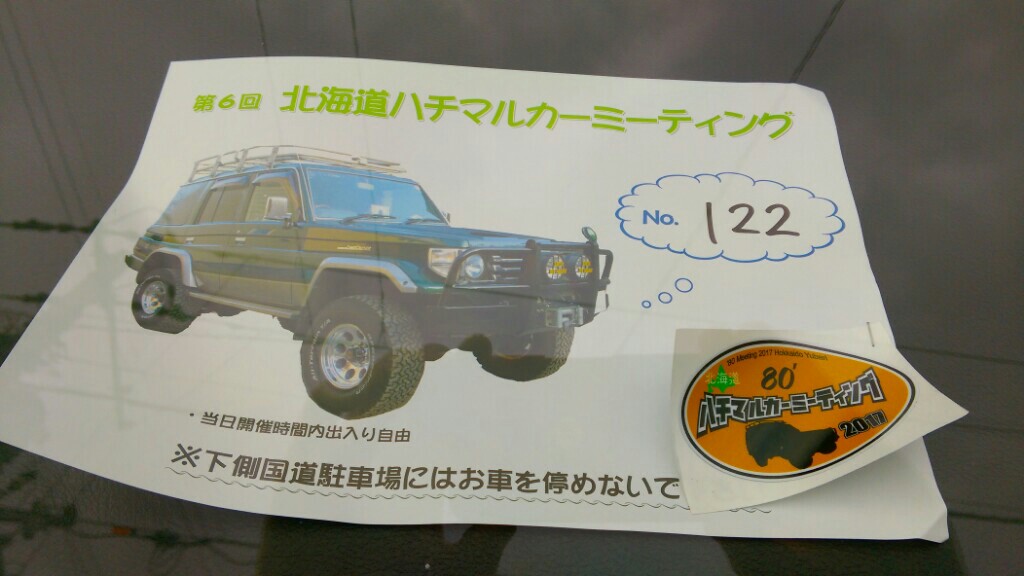 第6回 北海道ハチマルカーミーティング
No. 122
・当日開催時間内出入り自由
※下側国道駐車場にはお車を停めないで
80' Meeting 2017 Hokkaido
北海道 80'
ハチマルカーミーティング
2017